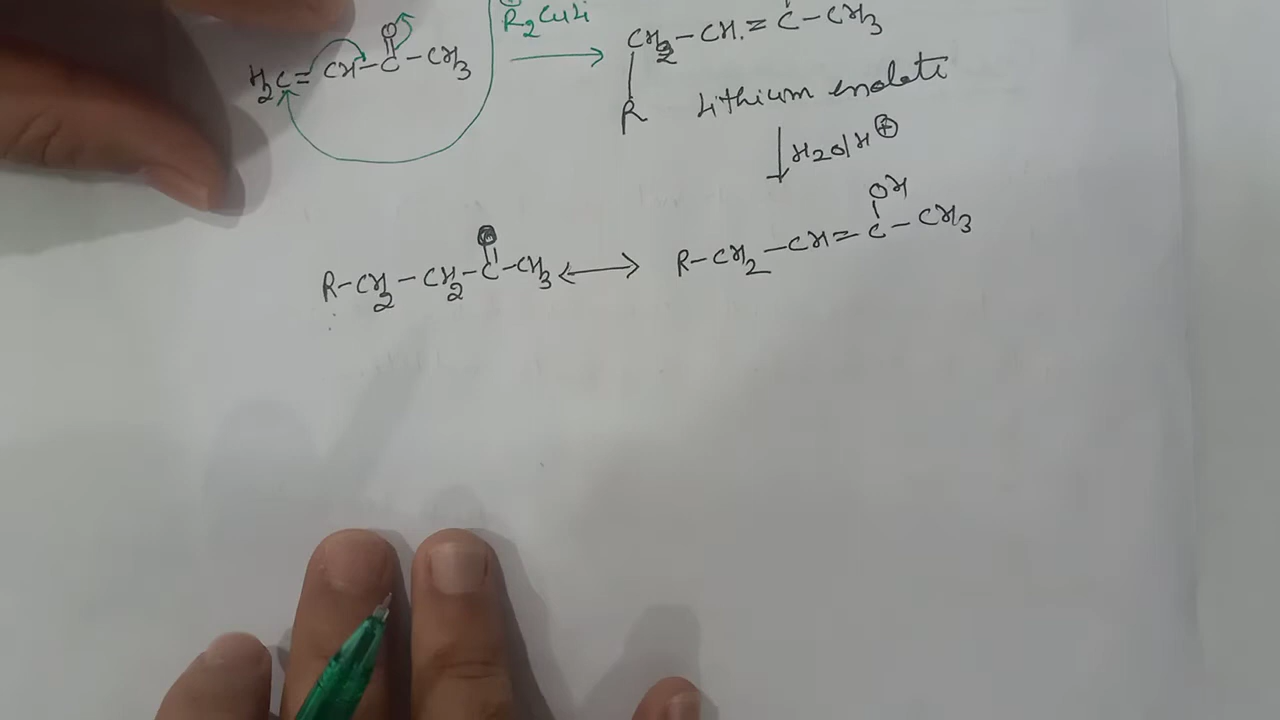 R2CuLi
H2C=CH-C-CH3
O
CH2-CH=C-CH3
R
Lithium enolate
H2O/H⊕
OH
R-CH2-CH=C-CH3
O
R-CH2-CH2-C-CH3